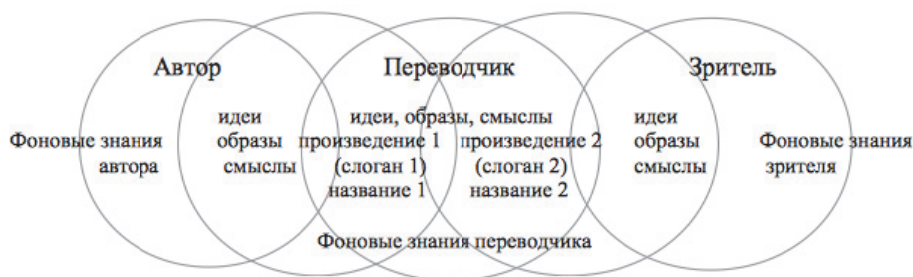 Автор Переводчик Зритель
идеи идеи, образы, смыслы идеи
Фоновые знания образы произведение 1 произведение 2 образы Фоновые знания
автора смыслы (слоган 1) (слоган 2) смыслы зрителя
название 1 название 2
Фоновые знания переводчика